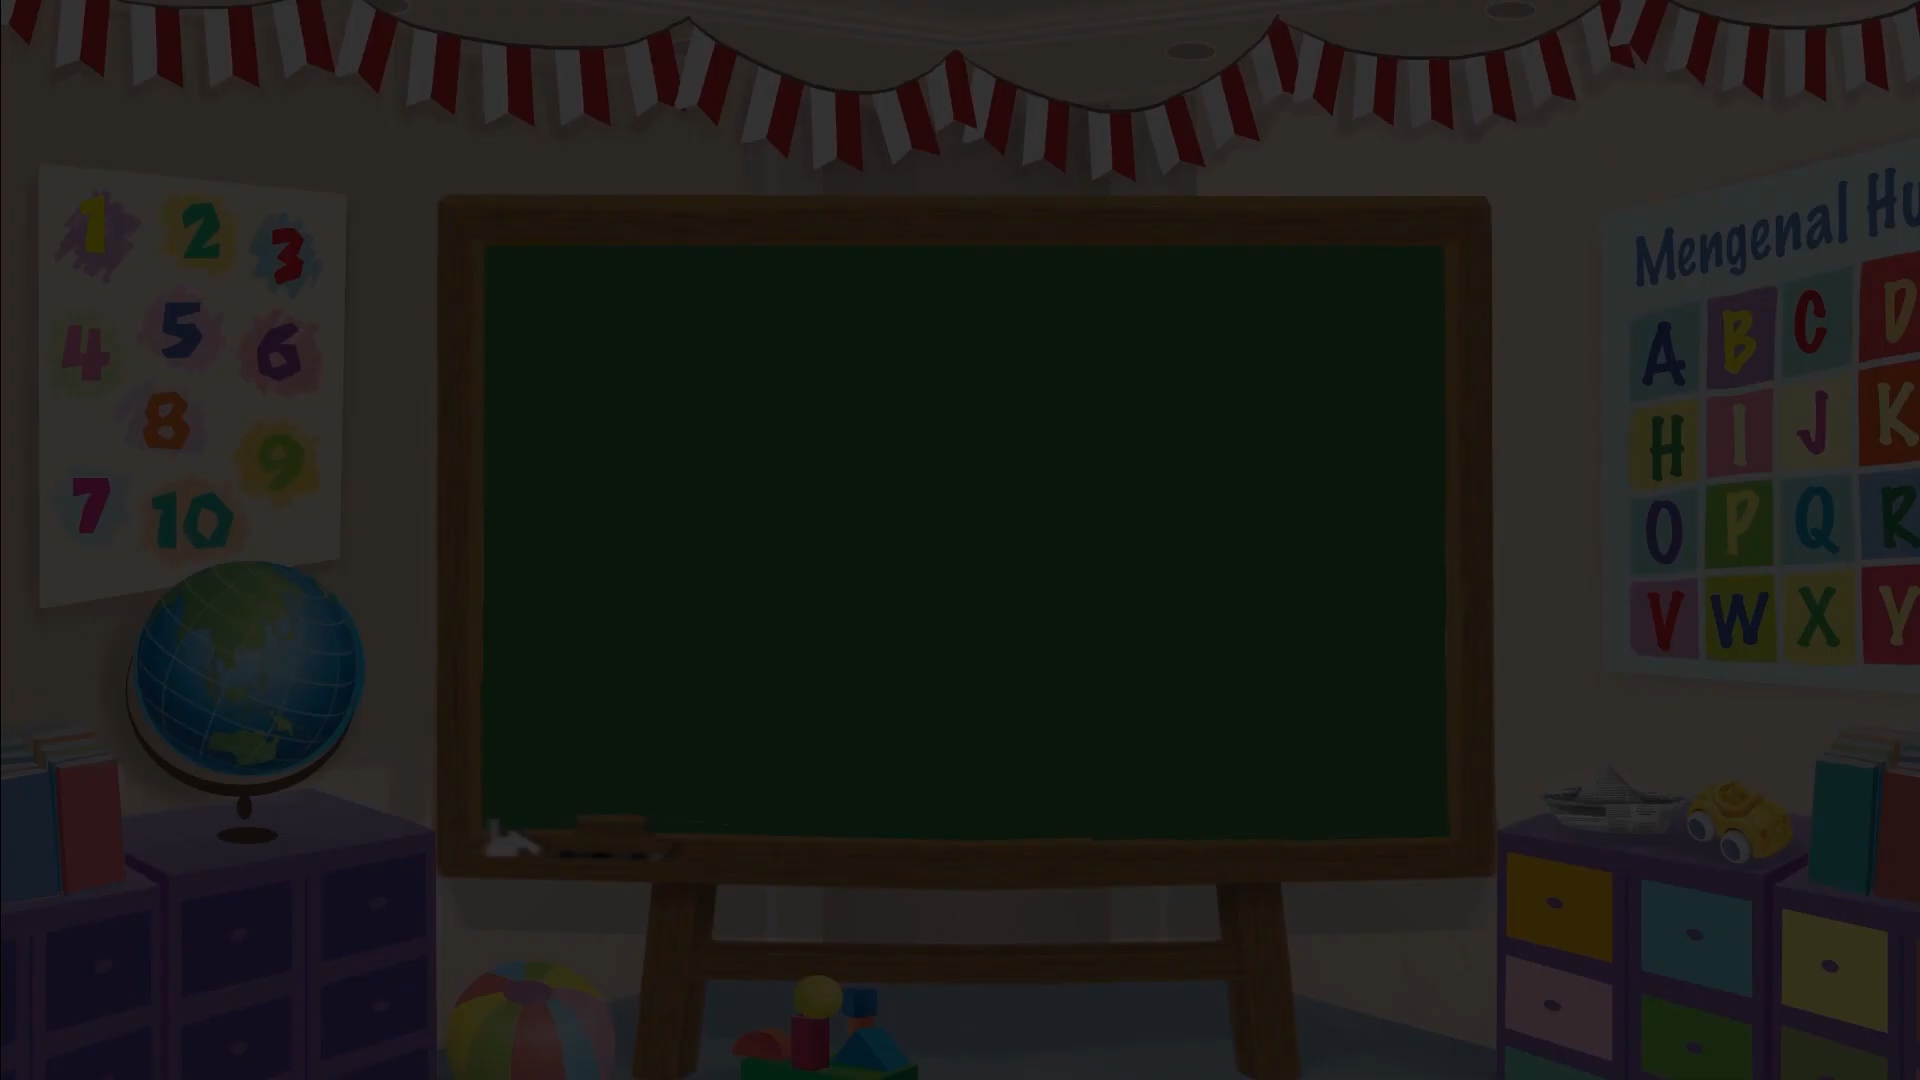 1 2 3
4 5 6
8 9
7 10
Mengenal Hu
A B C D
H I J K
O P Q R
V W X Y